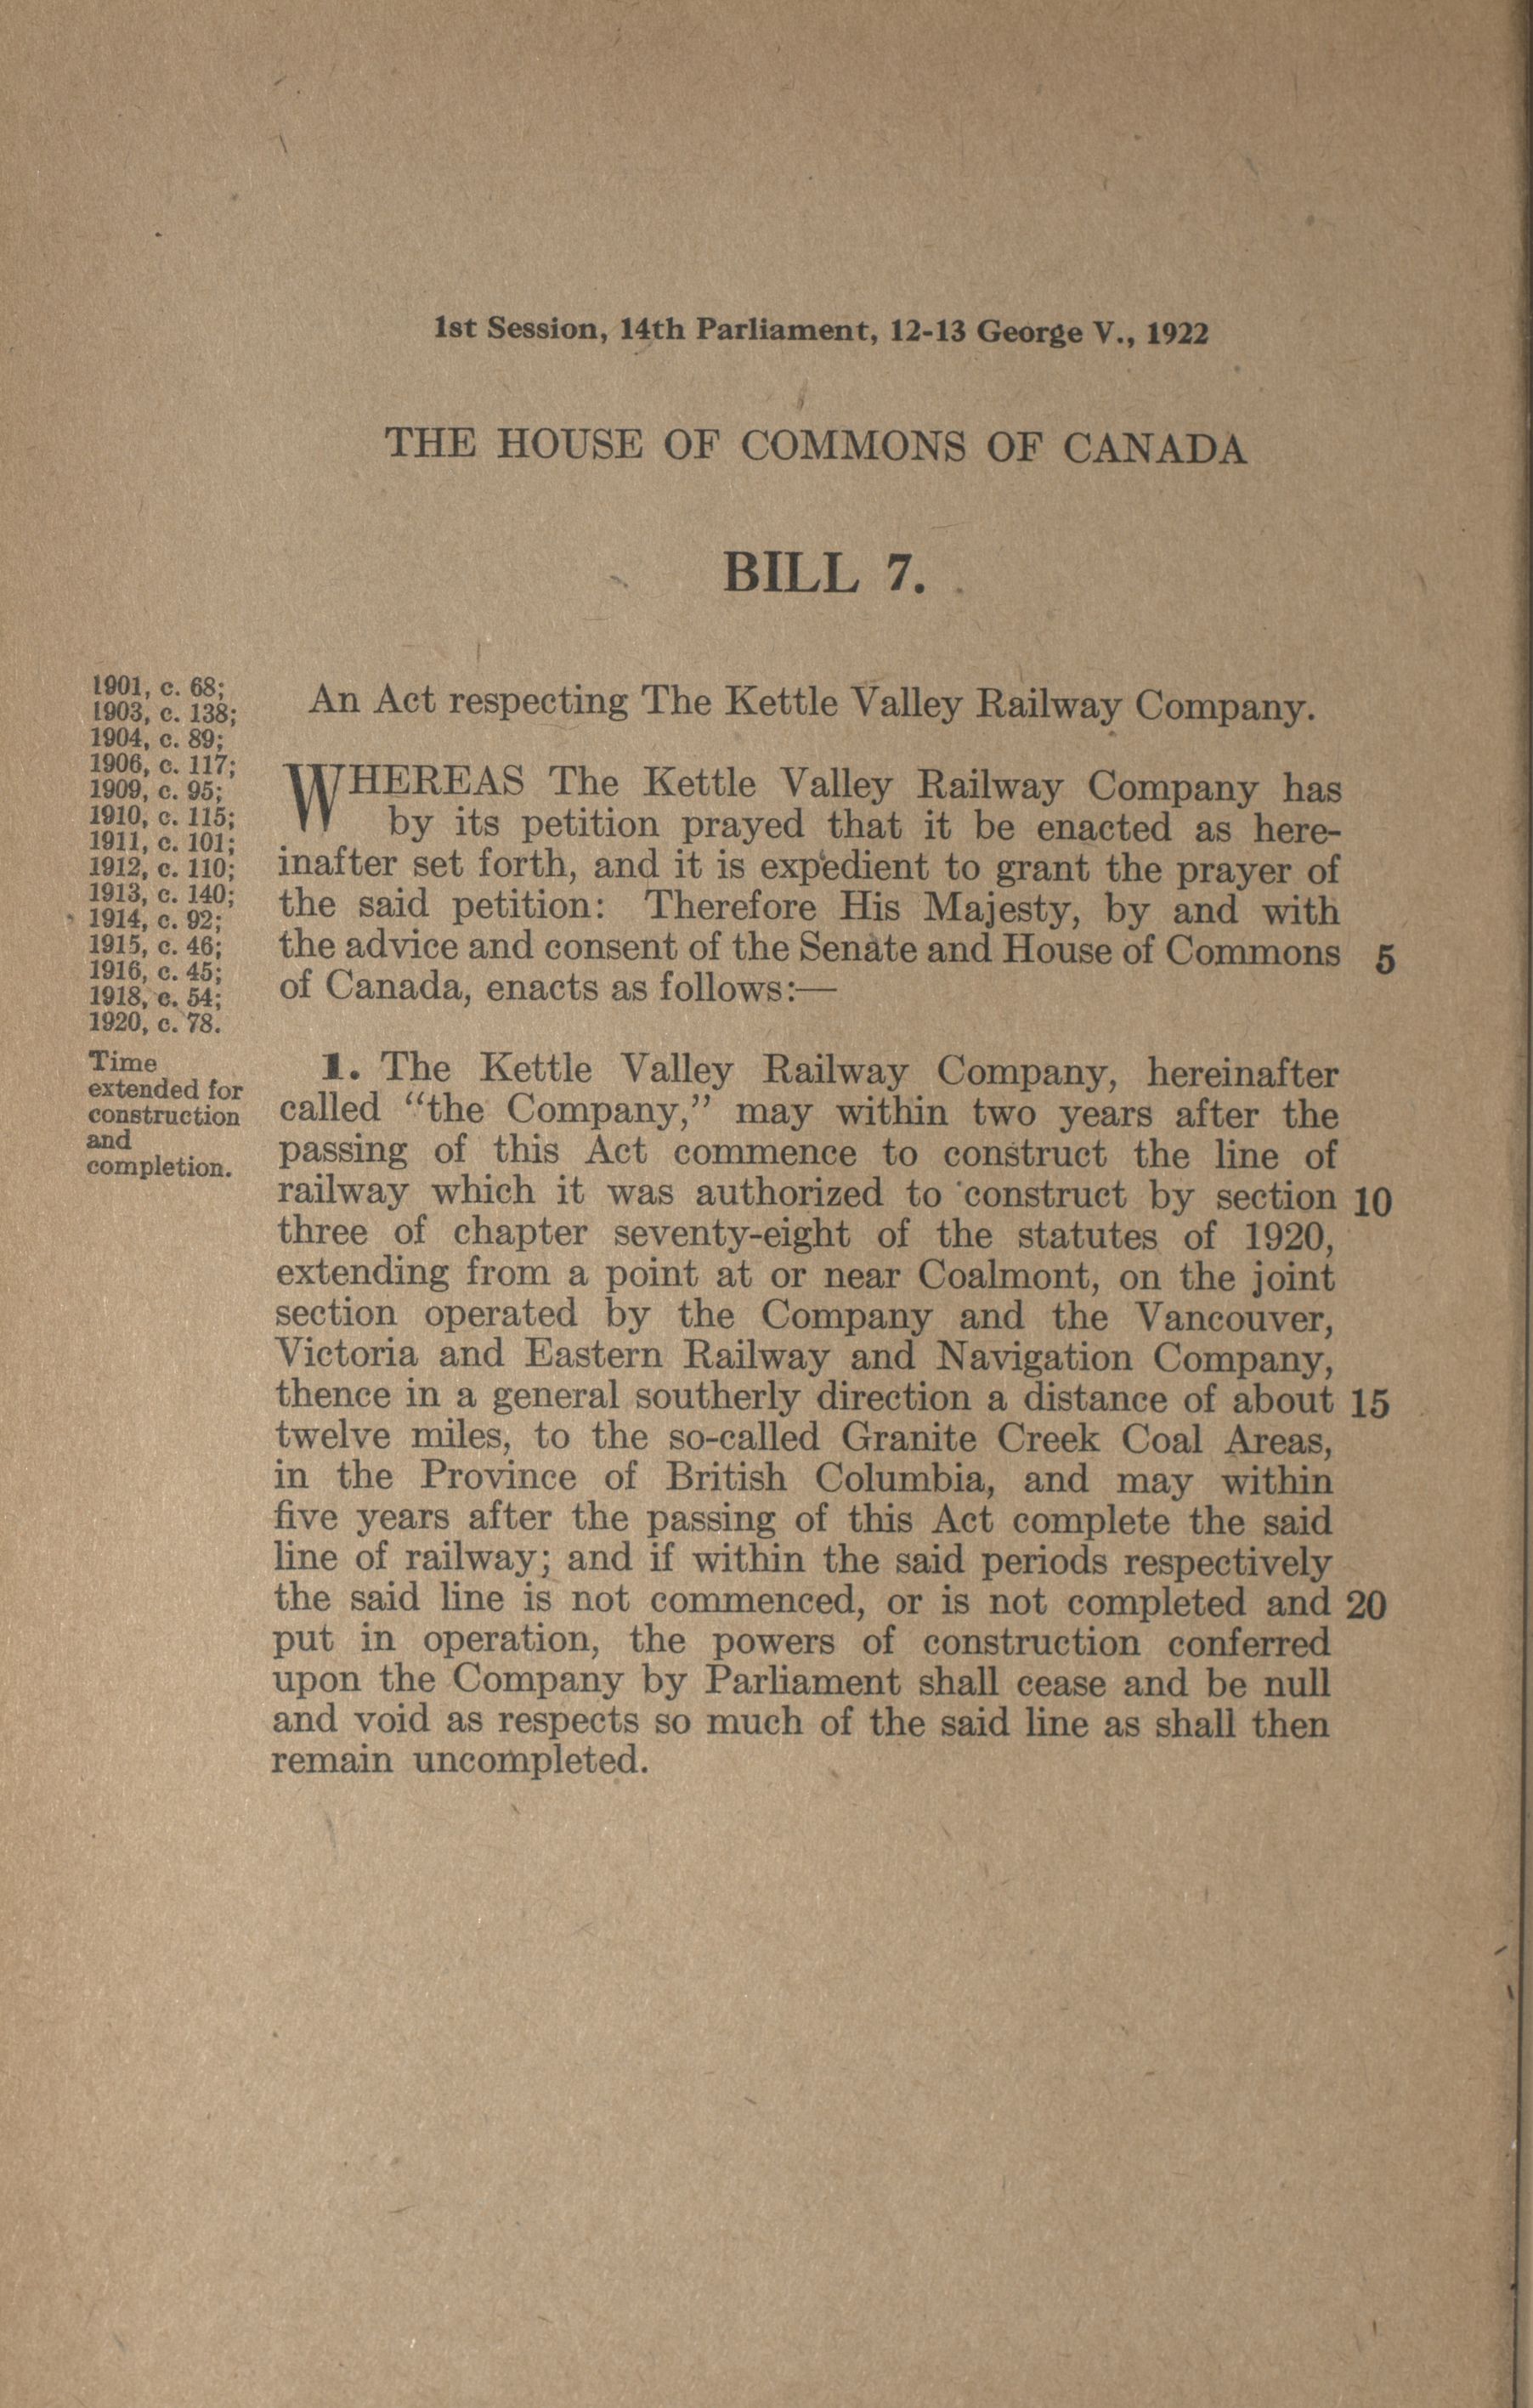 1st Session, 14th Parliament, 12-13 George V., 1922
THE HOUSE OF COMMONS OF CANADA
BILL 7.
1901, c. 68;
1903, c. 138;
1904, c. 89;
1906, c. 117;
1909, c. 95;
1910, c. 115;
1911, c. 101;
1912, c. 110;
1913, c. 140;
1914, c. 92;
1915, c. 46;
1916, c. 45;
1918, c. 54;
1920, c. 78.
An Act respecting The Kettle Valley Railway Company.
WHEREAS The Kettle Valley Railway Company has
by its petition prayed that it be enacted as here-
inafter set forth, and it is expedient to grant the prayer of
the said petition: Therefore His Majesty, by and with
the advice and consent of the Senate and House of Commons 5
of Canada, enacts as follows:—
Time
extended for
construction
and
completion.
1. The Kettle Valley Railway Company, hereinafter
called "the Company," may within two years after the
passing of this Act commence to construct the line of
railway which it was authorized to construct by section 10
three of chapter seventy-eight of the statutes of 1920,
extending from a point at or near Coalmont, on the joint
section operated by the Company and the Vancouver,
Victoria and Eastern Railway and Navigation Company,
thence in a general southerly direction a distance of about 15
twelve miles, to the so-called Granite Creek Coal Areas,
in the Province of British Columbia, and may within
five years after the passing of this Act complete the said
line of railway; and if within the said periods respectively
the said line is not commenced, or is not completed and 20
put in operation, the powers of construction conferred
upon the Company by Parliament shall cease and be null
and void as respects so much of the said line as shall then
remain uncompleted.